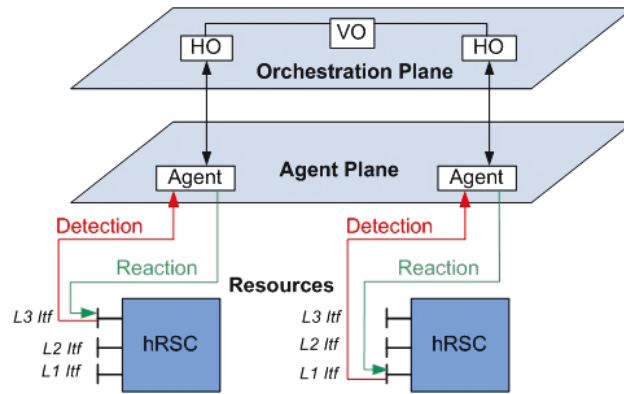 HO
VO
HO
Orchestration Plane
Agent
Agent Plane
Agent
Detection
Detection
Reaction
Reaction
Resources
L3 Itf
L2 Itf
L1 Itf
hRSC
L3 Itf
L2 Itf
L1 Itf
hRSC